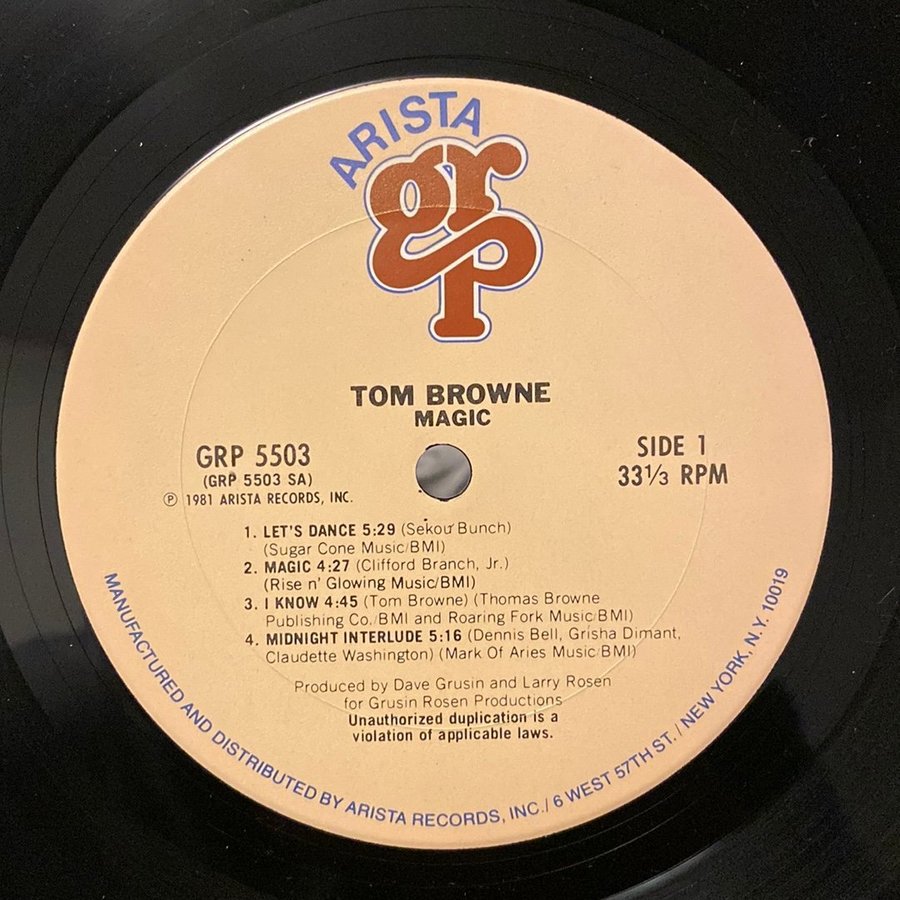 ARISTA
grp
TOM BROWNE
MAGIC
GRP 5503
(GRP 5503 SA)
℗ 1981 ARISTA RECORDS, INC.
SIDE 1
33 1/3 RPM
1. LET'S DANCE 5:29 (Sekou Bunch)
(Sugar Cone Music/BMI)
2. MAGIC 4:27 (Clifford Branch, Jr.)
(Rise n' Glowing Music/BMI)
3. I KNOW 4:45 (Tom Browne) (Thomas Browne
Publishing Co./BMI and Roaring Fork Music/BMI)
4. MIDNIGHT INTERLUDE 5:16 (Dennis Bell, Grisha Dimant,
Claudette Washington) (Mark Of Aries Music/BMI)
Produced by Dave Grusin and Larry Rosen
for Grusin Rosen Productions
Unauthorized duplication is a
violation of applicable laws.
MANUFACTURED AND DISTRIBUTED BY ARISTA RECORDS, INC./ 6 WEST 57TH ST. / NEW YORK, N.Y. 10019